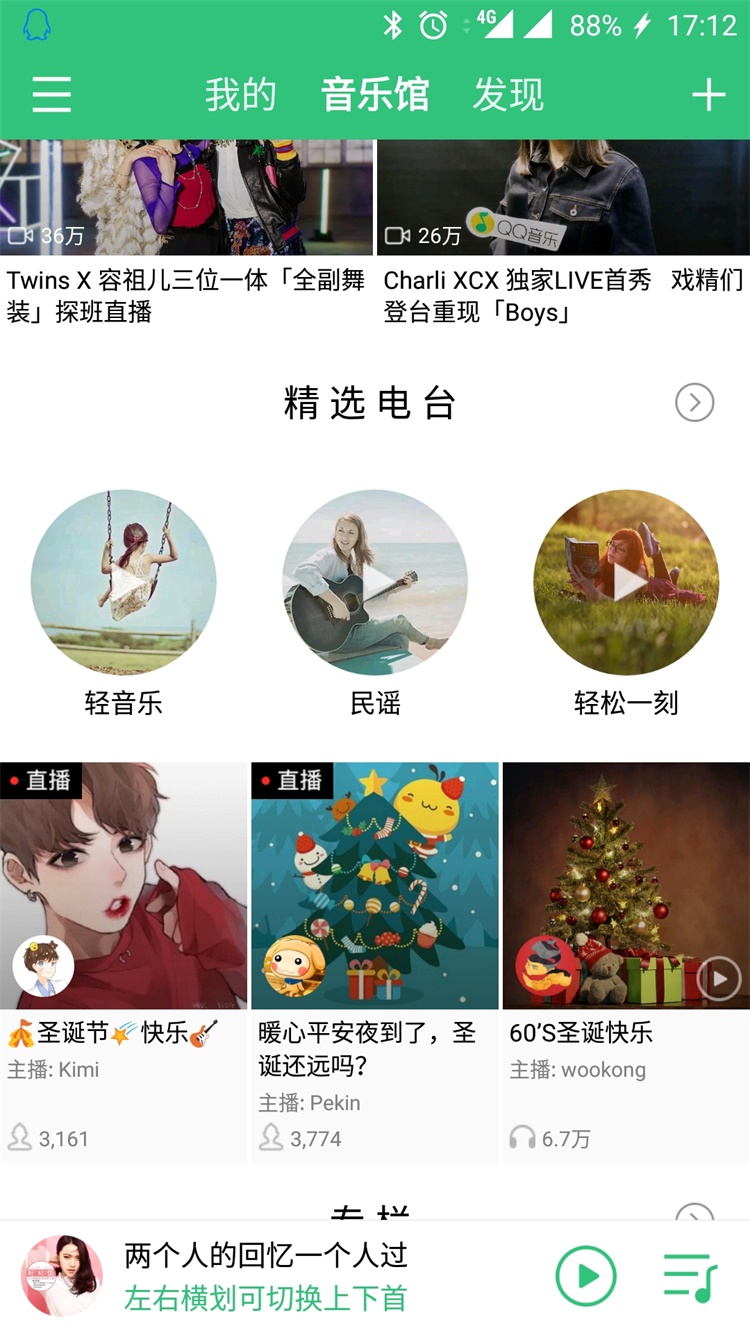 4G 88% 17:12
我的 音乐馆 发现
36万
QQ音乐
26万
Twins X 容祖儿三位一体「全副舞
装」探班直播
Charli XCX 独家LIVE首秀 戏精们
登台重现「Boys」
精选电台
轻音乐 民谣 轻松一刻
直播
直播
圣诞节 快乐
主播: Kimi
3,161
暖心平安夜到了，圣
诞还远吗？
主播: Pekin
3,774
60’S圣诞快乐
主播: wookong
6.7万
专栏
两个人的回忆一个人过
左右横划可切换上下首